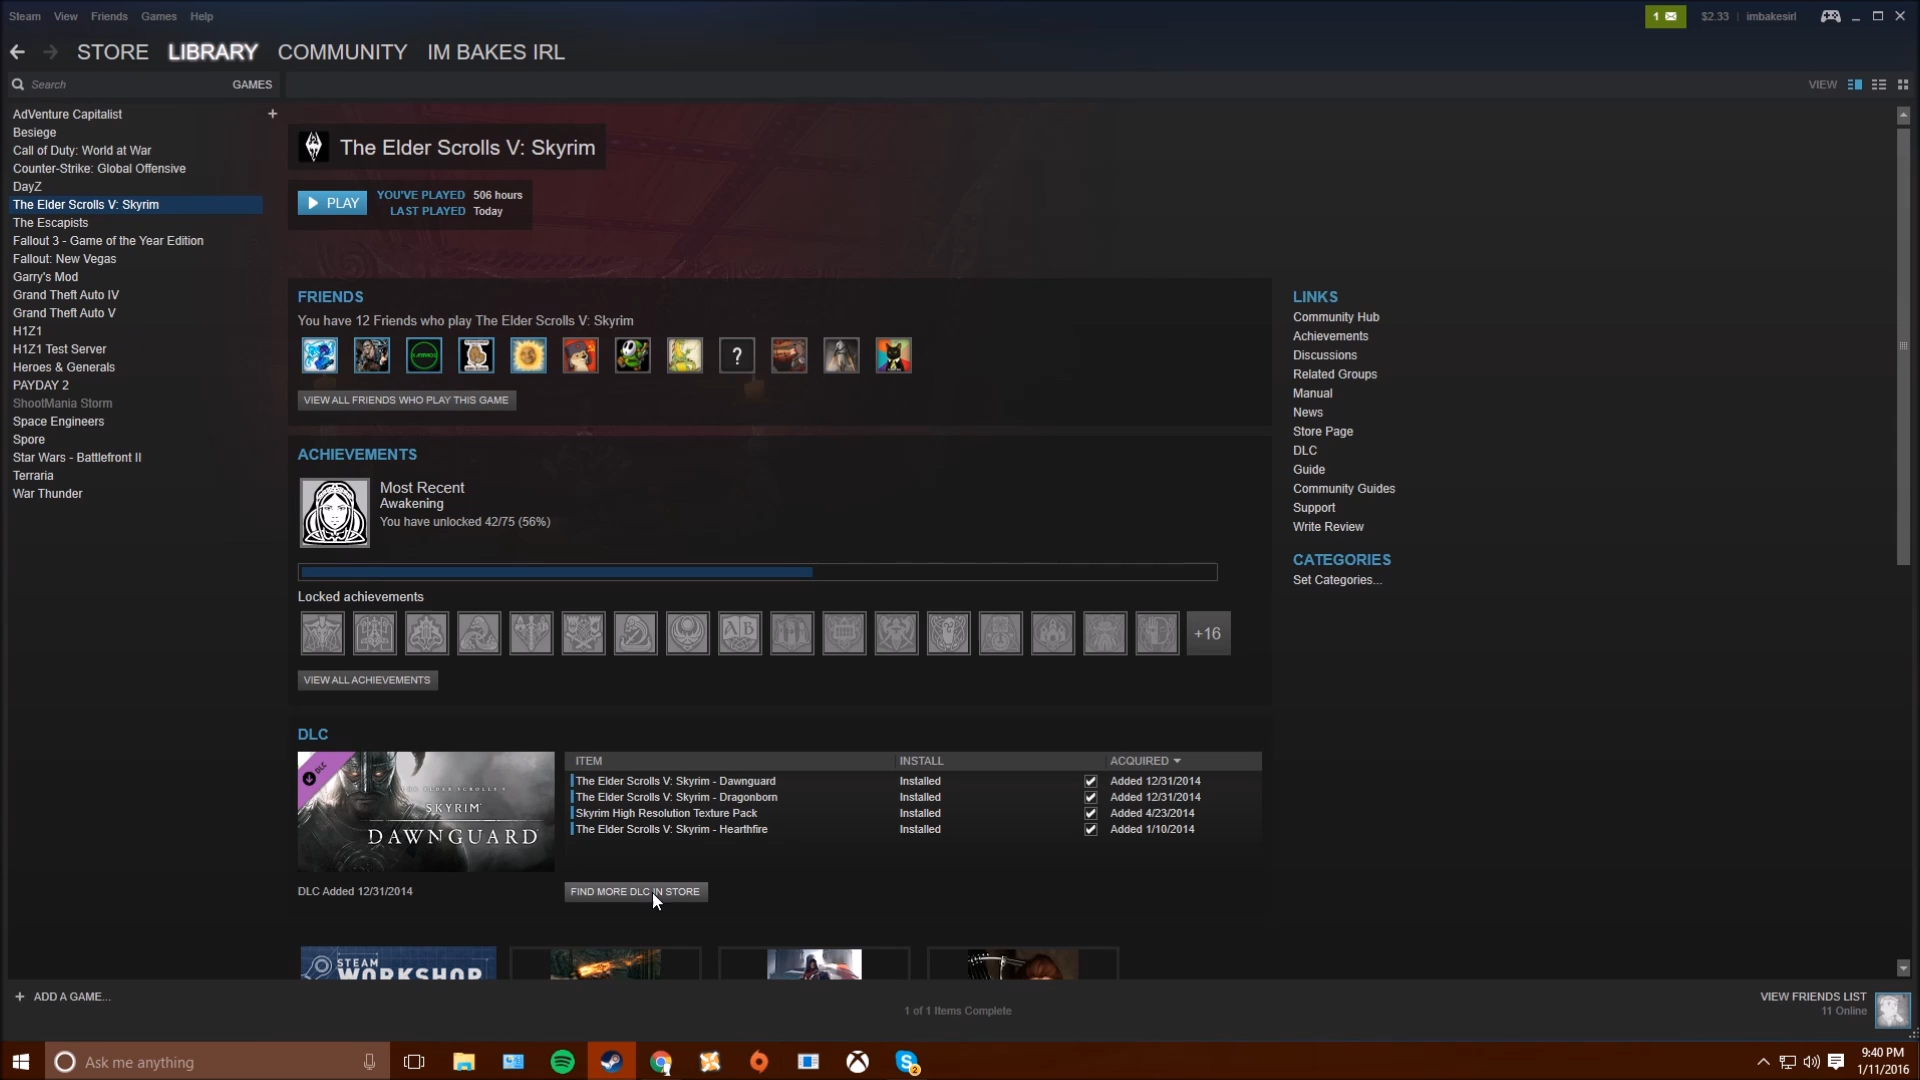 Steam View Friends Games Help
1 $2.33 imbakesirl
STORE LIBRARY COMMUNITY IM BAKES IRL
Search GAMES VIEW
AdVenture Capitalist +
Besiege
Call of Duty: World at War
Counter-Strike: Global Offensive
DayZ
The Elder Scrolls V: Skyrim
The Escapists
Fallout 3 - Game of the Year Edition
Fallout: New Vegas
Garry's Mod
Grand Theft Auto IV
Grand Theft Auto V
H1Z1
H1Z1 Test Server
Heroes & Generals
PAYDAY 2
ShootMania Storm
Space Engineers
Spore
Star Wars - Battlefront II
Terraria
War Thunder
The Elder Scrolls V: Skyrim
PLAY
YOU'VE PLAYED 506 hours
LAST PLAYED Today
FRIENDS
You have 12 Friends who play The Elder Scrolls V: Skyrim
?
VIEW ALL FRIENDS WHO PLAY THIS GAME
ACHIEVEMENTS
Most Recent
Awakening
You have unlocked 42/75 (56%)
Locked achievements
+16
VIEW ALL ACHIEVEMENTS
LINKS
Community Hub
Achievements
Discussions
Related Groups
Manual
News
Store Page
DLC
Guide
Community Guides
Support
Write Review
CATEGORIES
Set Categories...
DLC
DLC
THE ELDER SCROLLS V
SKYRIM
DAWNGUARD
DLC Added 12/31/2014
ITEM INSTALL ACQUIRED
The Elder Scrolls V: Skyrim - Dawnguard Installed Added 12/31/2014
The Elder Scrolls V: Skyrim - Dragonborn Installed Added 12/31/2014
Skyrim High Resolution Texture Pack Installed Added 4/23/2014
The Elder Scrolls V: Skyrim - Hearthfire Installed Added 1/10/2014
FIND MORE DLC IN STORE
STEAM
WORKSHOP
+ ADD A GAME...
1 of 1 Items Complete
VIEW FRIENDS LIST
11 Online
Ask me anything
S 2
9:40 PM
1/11/2016